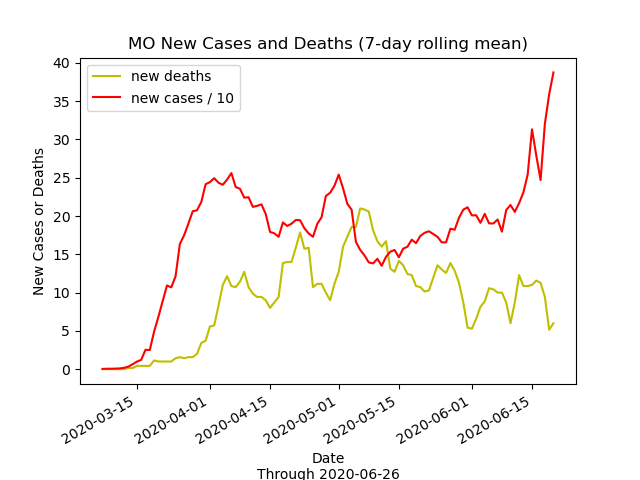 MO New Cases and Deaths (7-day rolling mean)
new deaths
new cases / 10
40
35
30
25
20
15
10
5
0
New Cases or Deaths
2020-03-15
2020-04-01
2020-04-15
2020-05-01
2020-05-15
2020-06-01
2020-06-15
Date
Through 2020-06-26